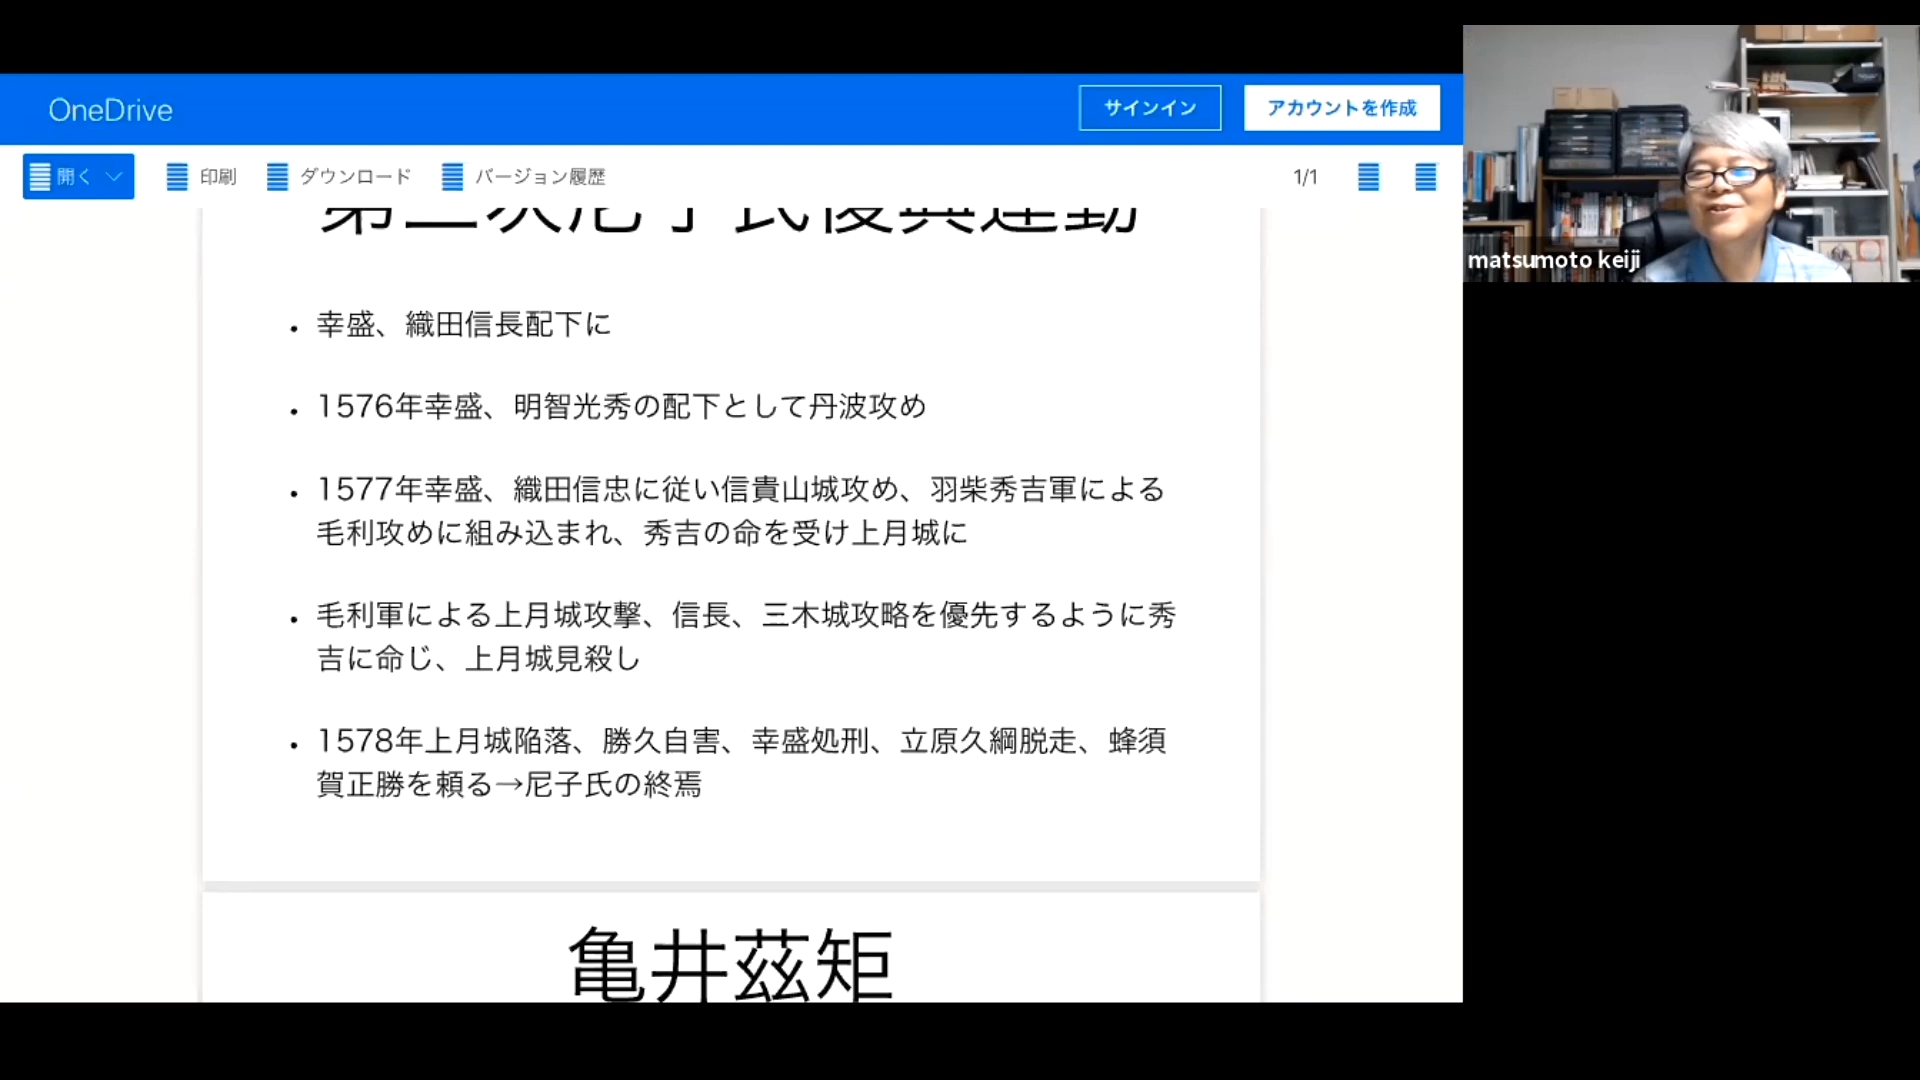 OneDrive
サインイン
アカウントを作成
開く
印刷
ダウンロード
バージョン履歴
1/1
matsumoto keiji
・幸盛、織田信長配下に
・1576年幸盛、明智光秀の配下として丹波攻め
・1577年幸盛、織田信忠に従い信貴山城攻め、羽柴秀吉軍による
毛利攻めに組み込まれ、秀吉の命を受け上月城に
・毛利軍による上月城攻撃、信長、三木城攻略を優先するように秀
吉に命じ、上月城見殺し
・1578年上月城陥落、勝久自害、幸盛処刑、立原久綱脱走、蜂須
賀正勝を頼る→尼子氏の終焉
亀井茲矩